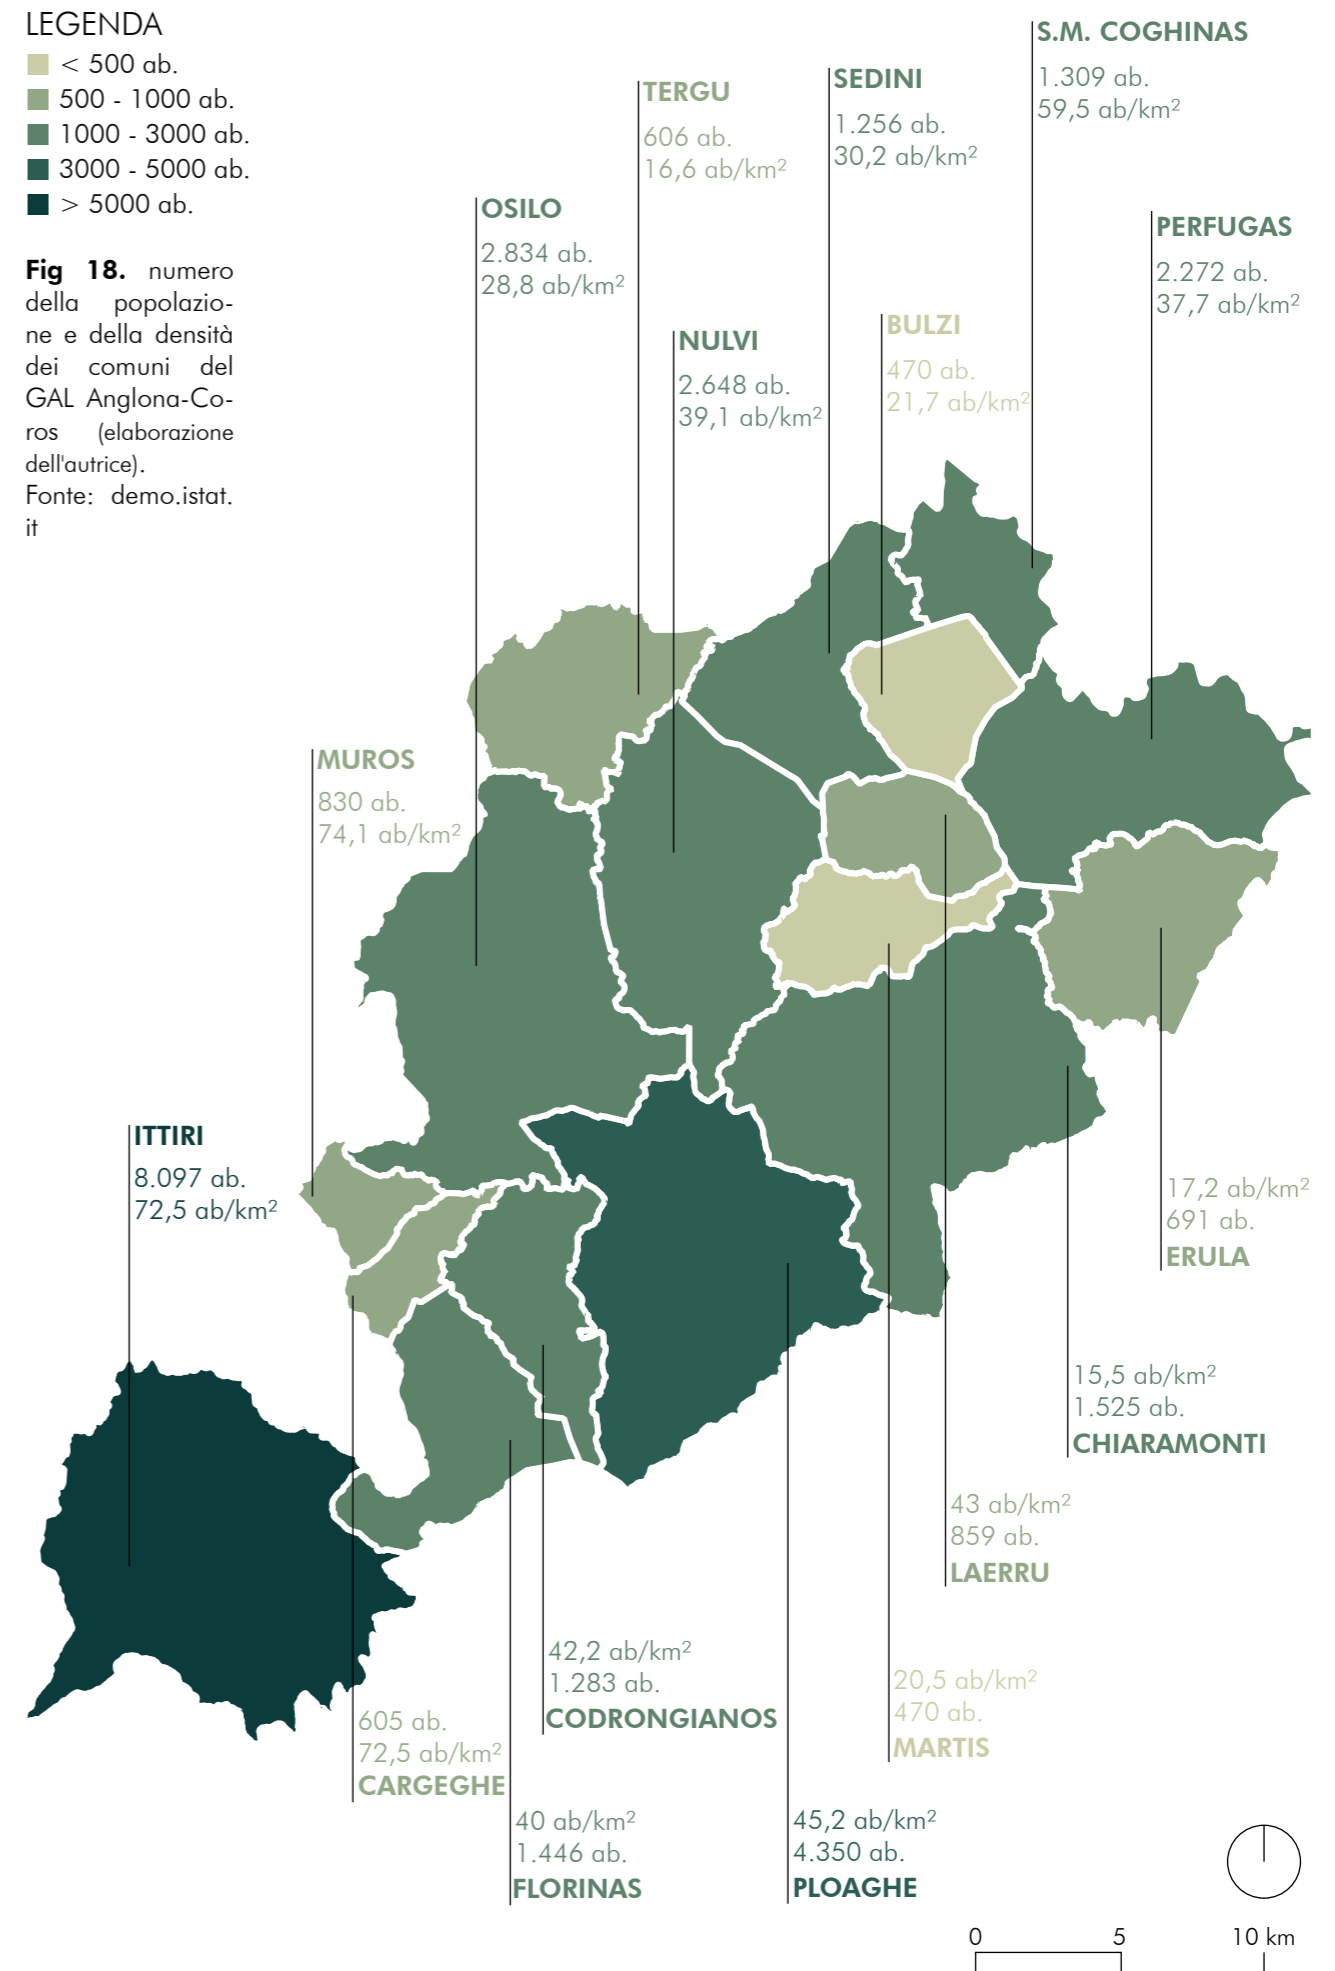 LEGENDA
< 500 ab.
500 - 1000 ab.
1000 - 3000 ab.
3000 - 5000 ab.
> 5000 ab.
Fig 18. numero
della popolazio-
ne e della densità
dei comuni del
GAL Anglona-Co-
ros (elaborazione
dell'autrice).
Fonte: demo.istat.
it
S.M. COGHINAS
1.309 ab.
59,5 ab/km²
SEDINI
1.256 ab.
30,2 ab/km²
TERGU
606 ab.
16,6 ab/km²
OSILO
2.834 ab.
28,8 ab/km²
PERFUGAS
2.272 ab.
37,7 ab/km²
BULZI
470 ab.
21,7 ab/km²
NULVI
2.648 ab.
39,1 ab/km²
MUROS
830 ab.
74,1 ab/km²
ITTIRI
8.097 ab.
72,5 ab/km²
17,2 ab/km²
691 ab.
ERULA
15,5 ab/km²
1.525 ab.
CHIARAMONTI
43 ab/km²
859 ab.
LAERRU
42,2 ab/km²
1.283 ab.
CODRONGIANOS
20,5 ab/km²
470 ab.
MARTIS
605 ab.
72,5 ab/km²
CARGEGHE
40 ab/km²
1.446 ab.
FLORINAS
45,2 ab/km²
4.350 ab.
PLOAGHE
0 5 10 km